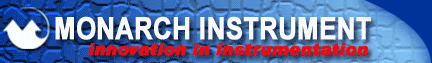 MONARCH INSTRUMENT
Innovation in Instrumentation